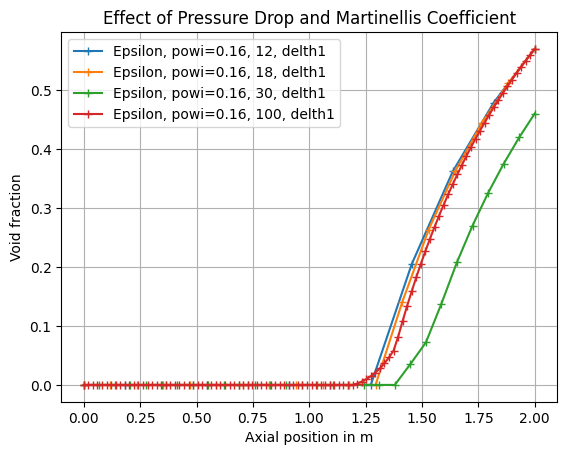 Effect of Pressure Drop and Martinellis Coefficient
Epsilon, powi=0.16, 12, delth1
Epsilon, powi=0.16, 18, delth1
Epsilon, powi=0.16, 30, delth1
Epsilon, powi=0.16, 100, delth1
Void fraction
0.5
0.4
0.3
0.2
0.1
0.0
0.00 0.25 0.50 0.75 1.00 1.25 1.50 1.75 2.00
Axial position in m